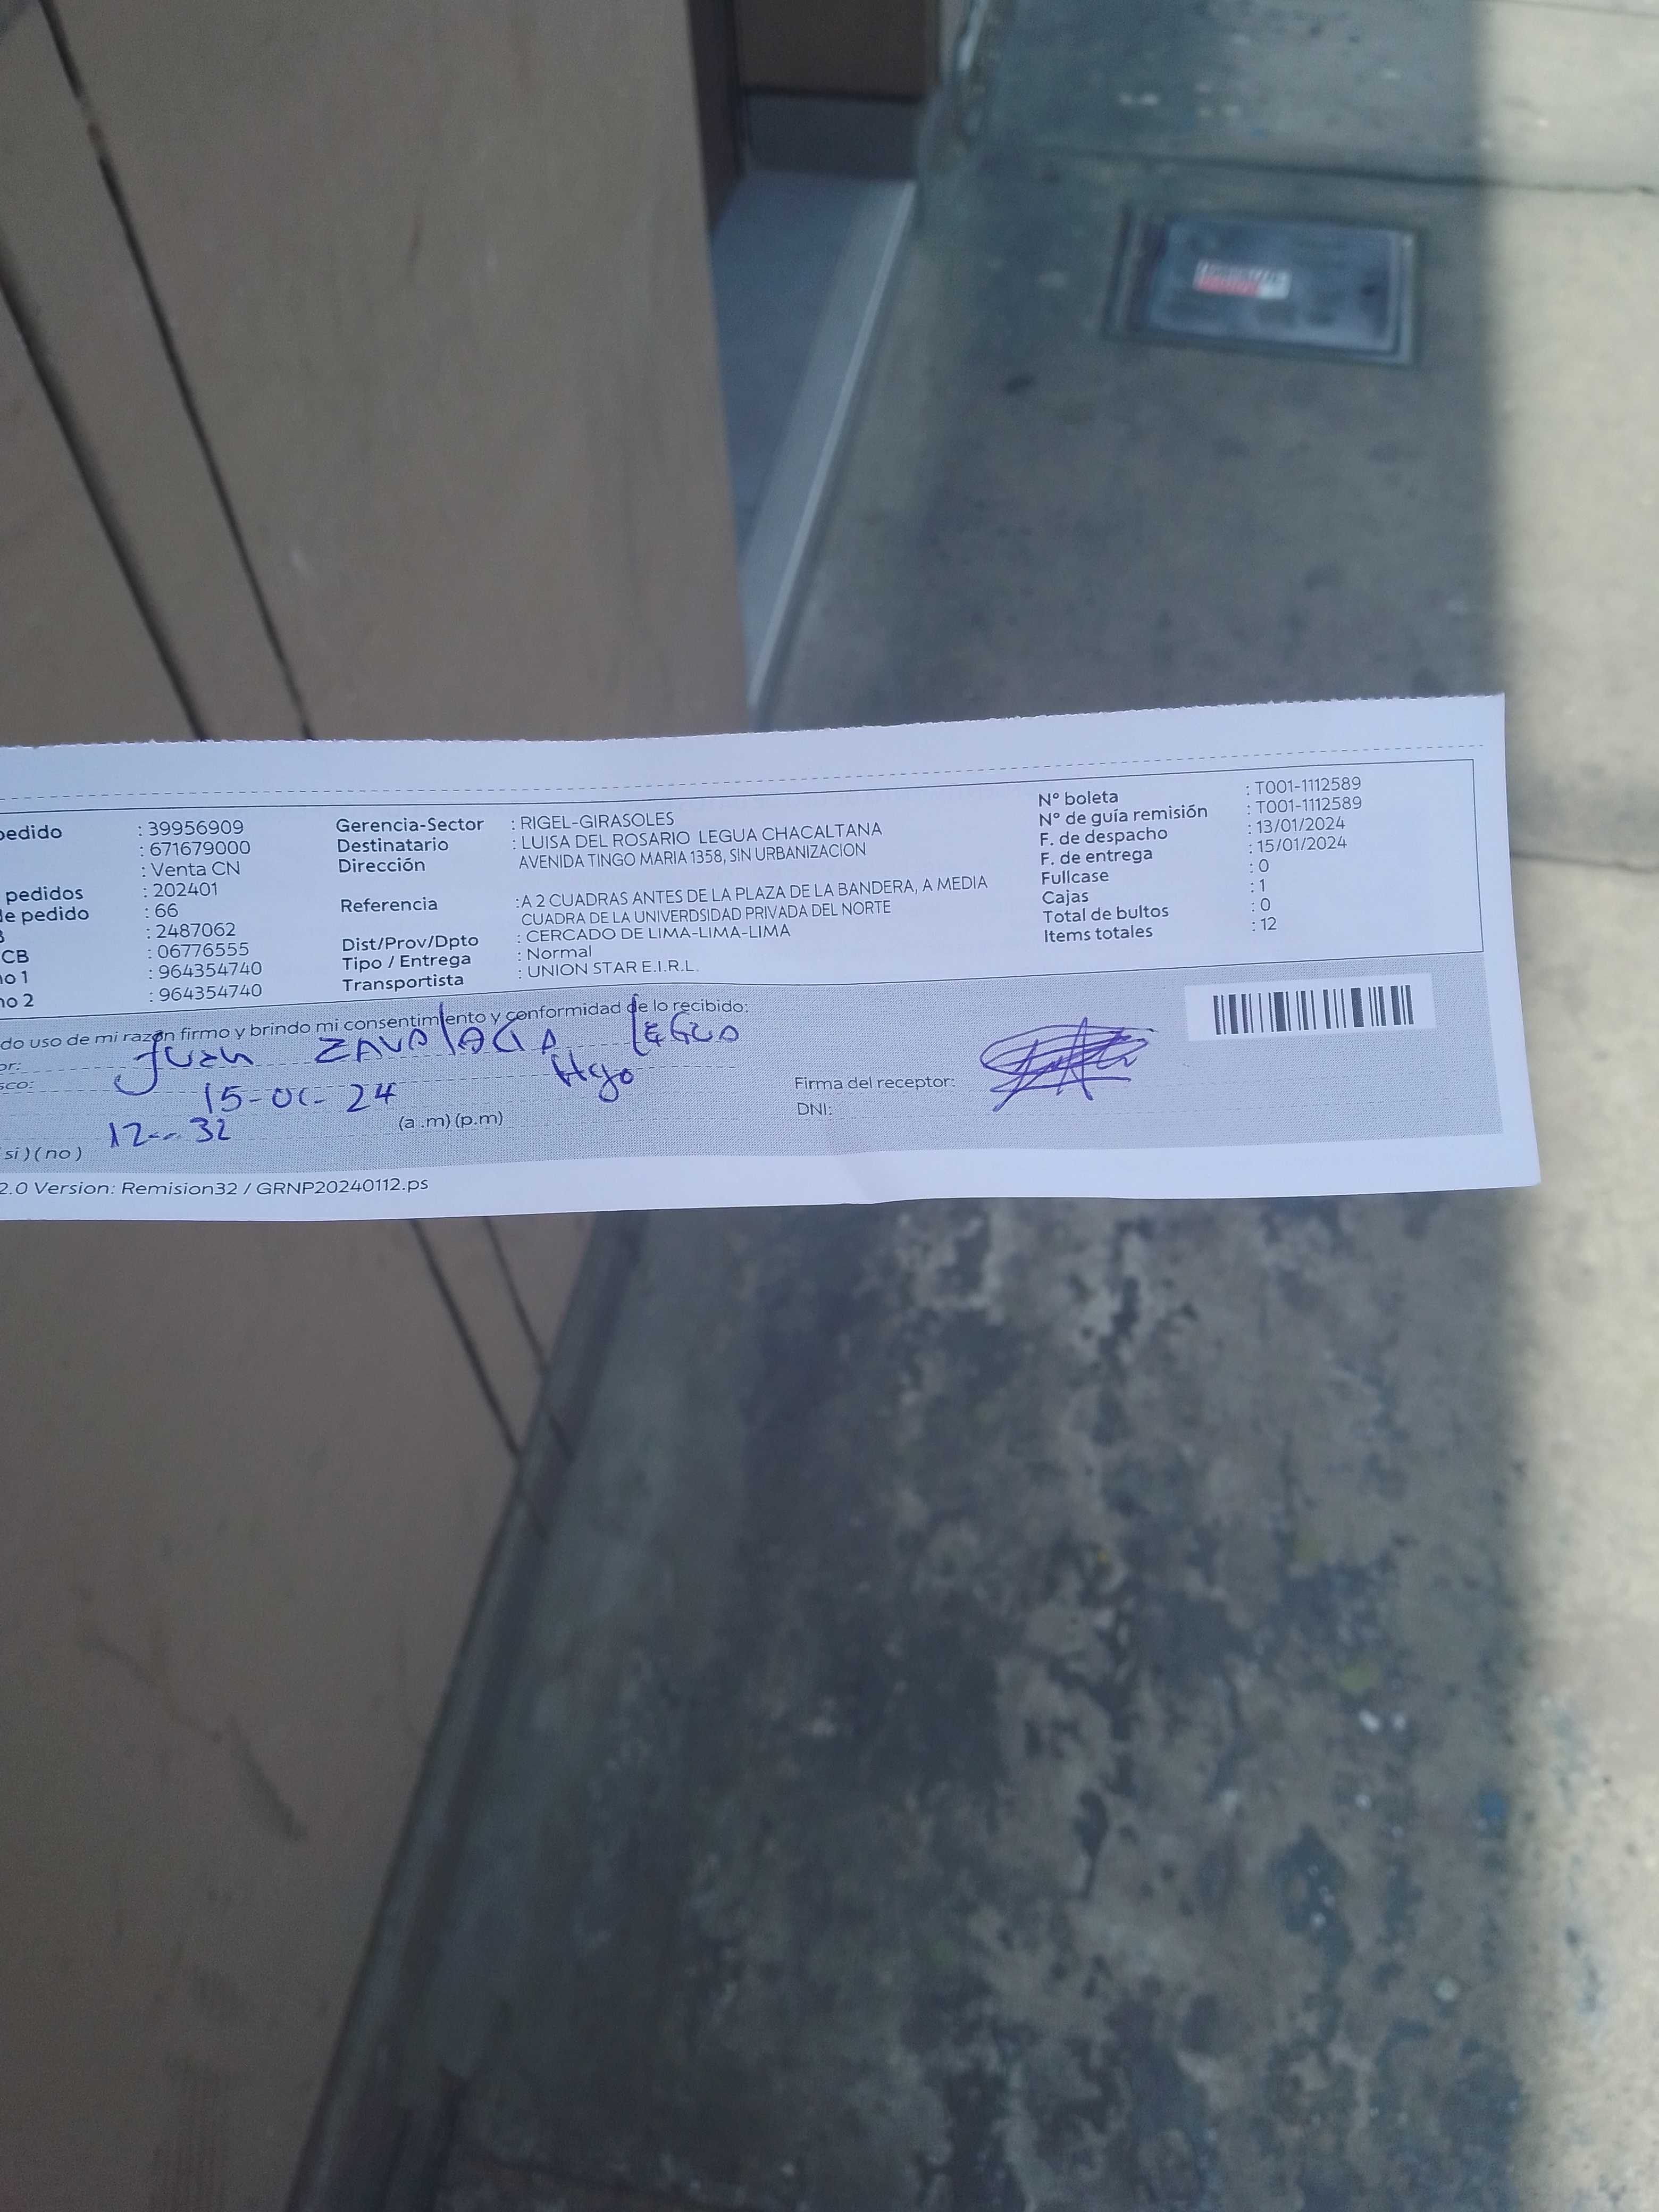 pedido : 39956909
: 671679000
: Venta CN
pedidos : 202401
de pedido : 66
: 2487062
CB : 06776555
no 1 : 964354740
no 2 : 964354740
Gerencia-Sector : RIGEL-GIRASOLES
Destinatario : LUISA DEL ROSARIO LEGUA CHACALTANA
Dirección AVENIDA TINGO MARIA 1358, SIN URBANIZACION
Referencia :A 2 CUADRAS ANTES DE LA PLAZA DE LA BANDERA, A MEDIA
CUADRA DE LA UNIVERDSIDAD PRIVADA DEL NORTE
Dist/Prov/Dpto : CERCADO DE LIMA-LIMA-LIMA
Tipo / Entrega : Normal
Transportista : UNION STAR E.I.R.L.
N° boleta : T001-1112589
N° de guía remisión : T001-1112589
F. de despacho : 13/01/2024
F. de entrega : 15/01/2024
Fullcase : 0
Cajas : 1
Total de bultos : 0
Items totales : 12
do uso de mi razón firmo y brindo mi consentimiento y conformidad de lo recibido:
or: Juan ZAVALAGA LEGUA
sco: Hijo
15-01-24
12 32 (a .m) (p.m)
si ) ( no )
Firma del receptor:
DNI:
2.0 Version: Remision32 / GRNP20240112.ps